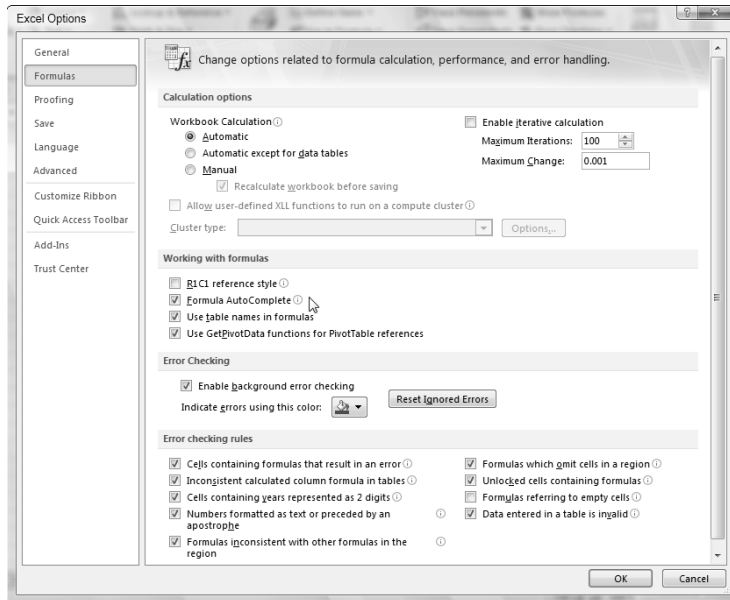 Excel Options
General
Formulas
Proofing
Save
Language
Advanced
Customize Ribbon
Quick Access Toolbar
Add-Ins
Trust Center
Change options related to formula calculation, performance, and error handling.
Calculation options
Workbook Calculation
Automatic
Automatic except for data tables
Manual
Recalculate workbook before saving
Enable iterative calculation
Maximum Iterations: 100
Maximum Change: 0.001
Allow user-defined XLL functions to run on a compute cluster
Cluster type: Options...
Working with formulas
R1C1 reference style
Formula AutoComplete
Use table names in formulas
Use GetPivotData functions for PivotTable references
Error Checking
Enable background error checking
Indicate errors using this color: Reset Ignored Errors
Error checking rules
Cells containing formulas that result in an error
Inconsistent calculated column formula in tables
Cells containing years represented as 2 digits
Numbers formatted as text or preceded by an
apostrophe
Formulas inconsistent with other formulas in the
region
Formulas which omit cells in a region
Unlocked cells containing formulas
Formulas referring to empty cells
Data entered in a table is invalid
OK Cancel